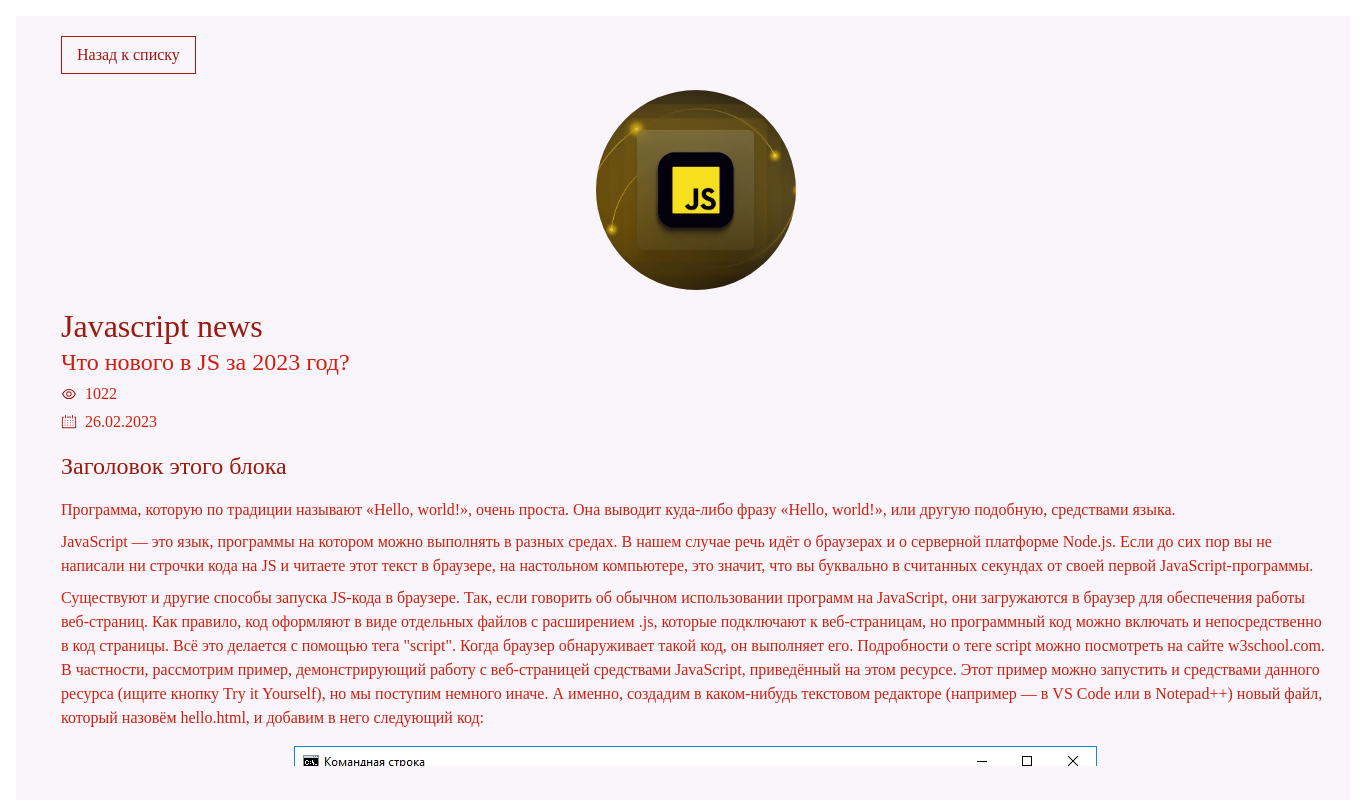 Назад к списку
JS
Javascript news
Что нового в JS за 2023 год?
1022
26.02.2023
Заголовок этого блока
Программа, которую по традиции называют «Hello, world!», очень проста. Она выводит куда-либо фразу «Hello, world!», или другую подобную, средствами языка.
JavaScript — это язык, программы на котором можно выполнять в разных средах. В нашем случае речь идёт о браузерах и о серверной платформе Node.js. Если до сих пор вы не
написали ни строчки кода на JS и читаете этот текст в браузере, на настольном компьютере, это значит, что вы буквально в считанных секундах от своей первой JavaScript-программы.
Существуют и другие способы запуска JS-кода в браузере. Так, если говорить об обычном использовании программ на JavaScript, они загружаются в браузер для обеспечения работы
веб-страниц. Как правило, код оформляют в виде отдельных файлов с расширением .js, которые подключают к веб-страницам, но программный код можно включать и непосредственно
в код страницы. Всё это делается с помощью тега "script". Когда браузер обнаруживает такой код, он выполняет его. Подробности о теге script можно посмотреть на сайте w3school.com.
В частности, рассмотрим пример, демонстрирующий работу с веб-страницей средствами JavaScript, приведённый на этом ресурсе. Этот пример можно запустить и средствами данного
ресурса (ищите кнопку Try it Yourself), но мы поступим немного иначе. А именно, создадим в каком-нибудь текстовом редакторе (например — в VS Code или в Notepad++) новый файл,
который назовём hello.html, и добавим в него следующий код:
Командная строка